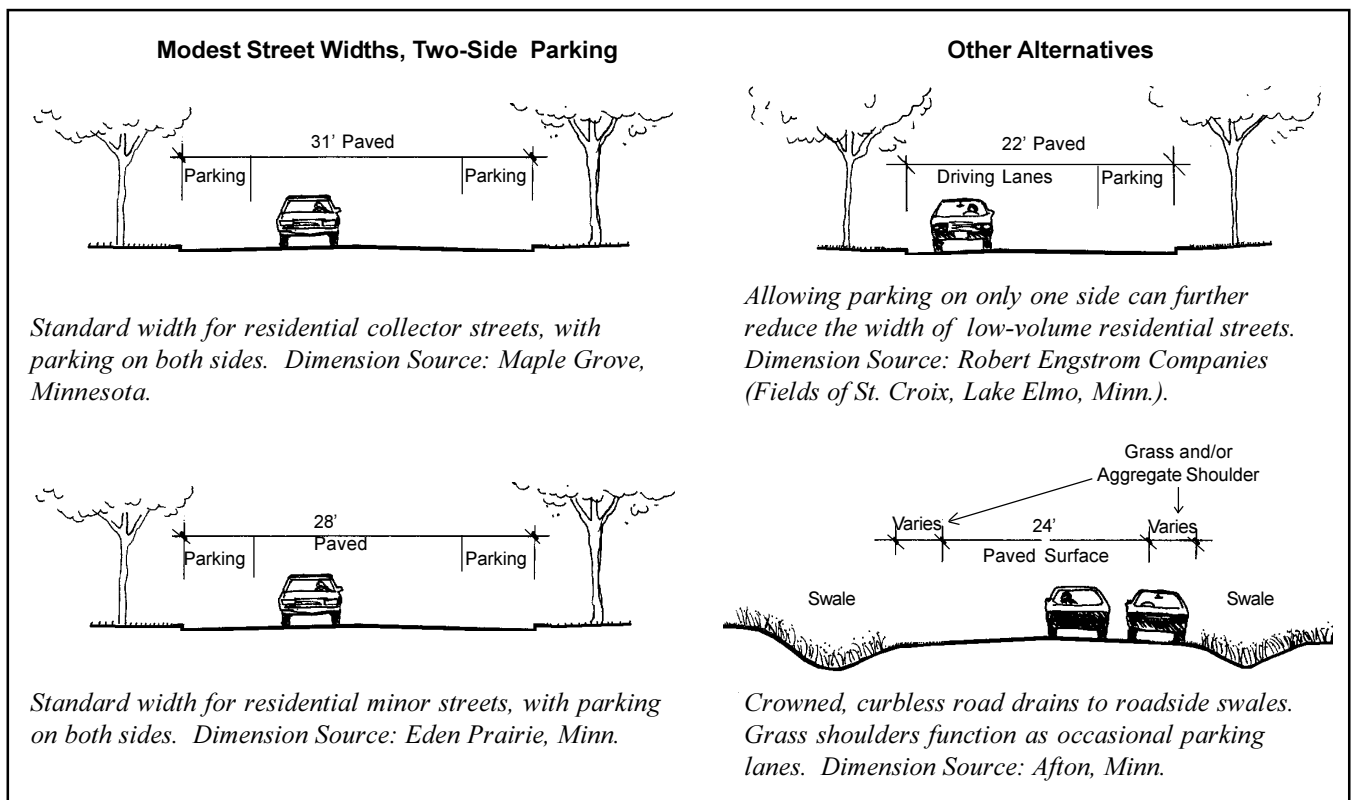 Modest Street Widths, Two-Side Parking
31' Paved
Parking
Parking
Standard width for residential collector streets, with
parking on both sides. Dimension Source: Maple Grove,
Minnesota.
28'
Paved
Parking
Parking
Standard width for residential minor streets, with parking
on both sides. Dimension Source: Eden Prairie, Minn.
Other Alternatives
22' Paved
Driving Lanes
Parking
Allowing parking on only one side can further
reduce the width of low-volume residential streets.
Dimension Source: Robert Engstrom Companies
(Fields of St. Croix, Lake Elmo, Minn.).
Grass and/or
Aggregate Shoulder
Varies
24'
Varies
Paved Surface
Swale
Swale
Crowned, curbless road drains to roadside swales.
Grass shoulders function as occasional parking
lanes. Dimension Source: Afton, Minn.